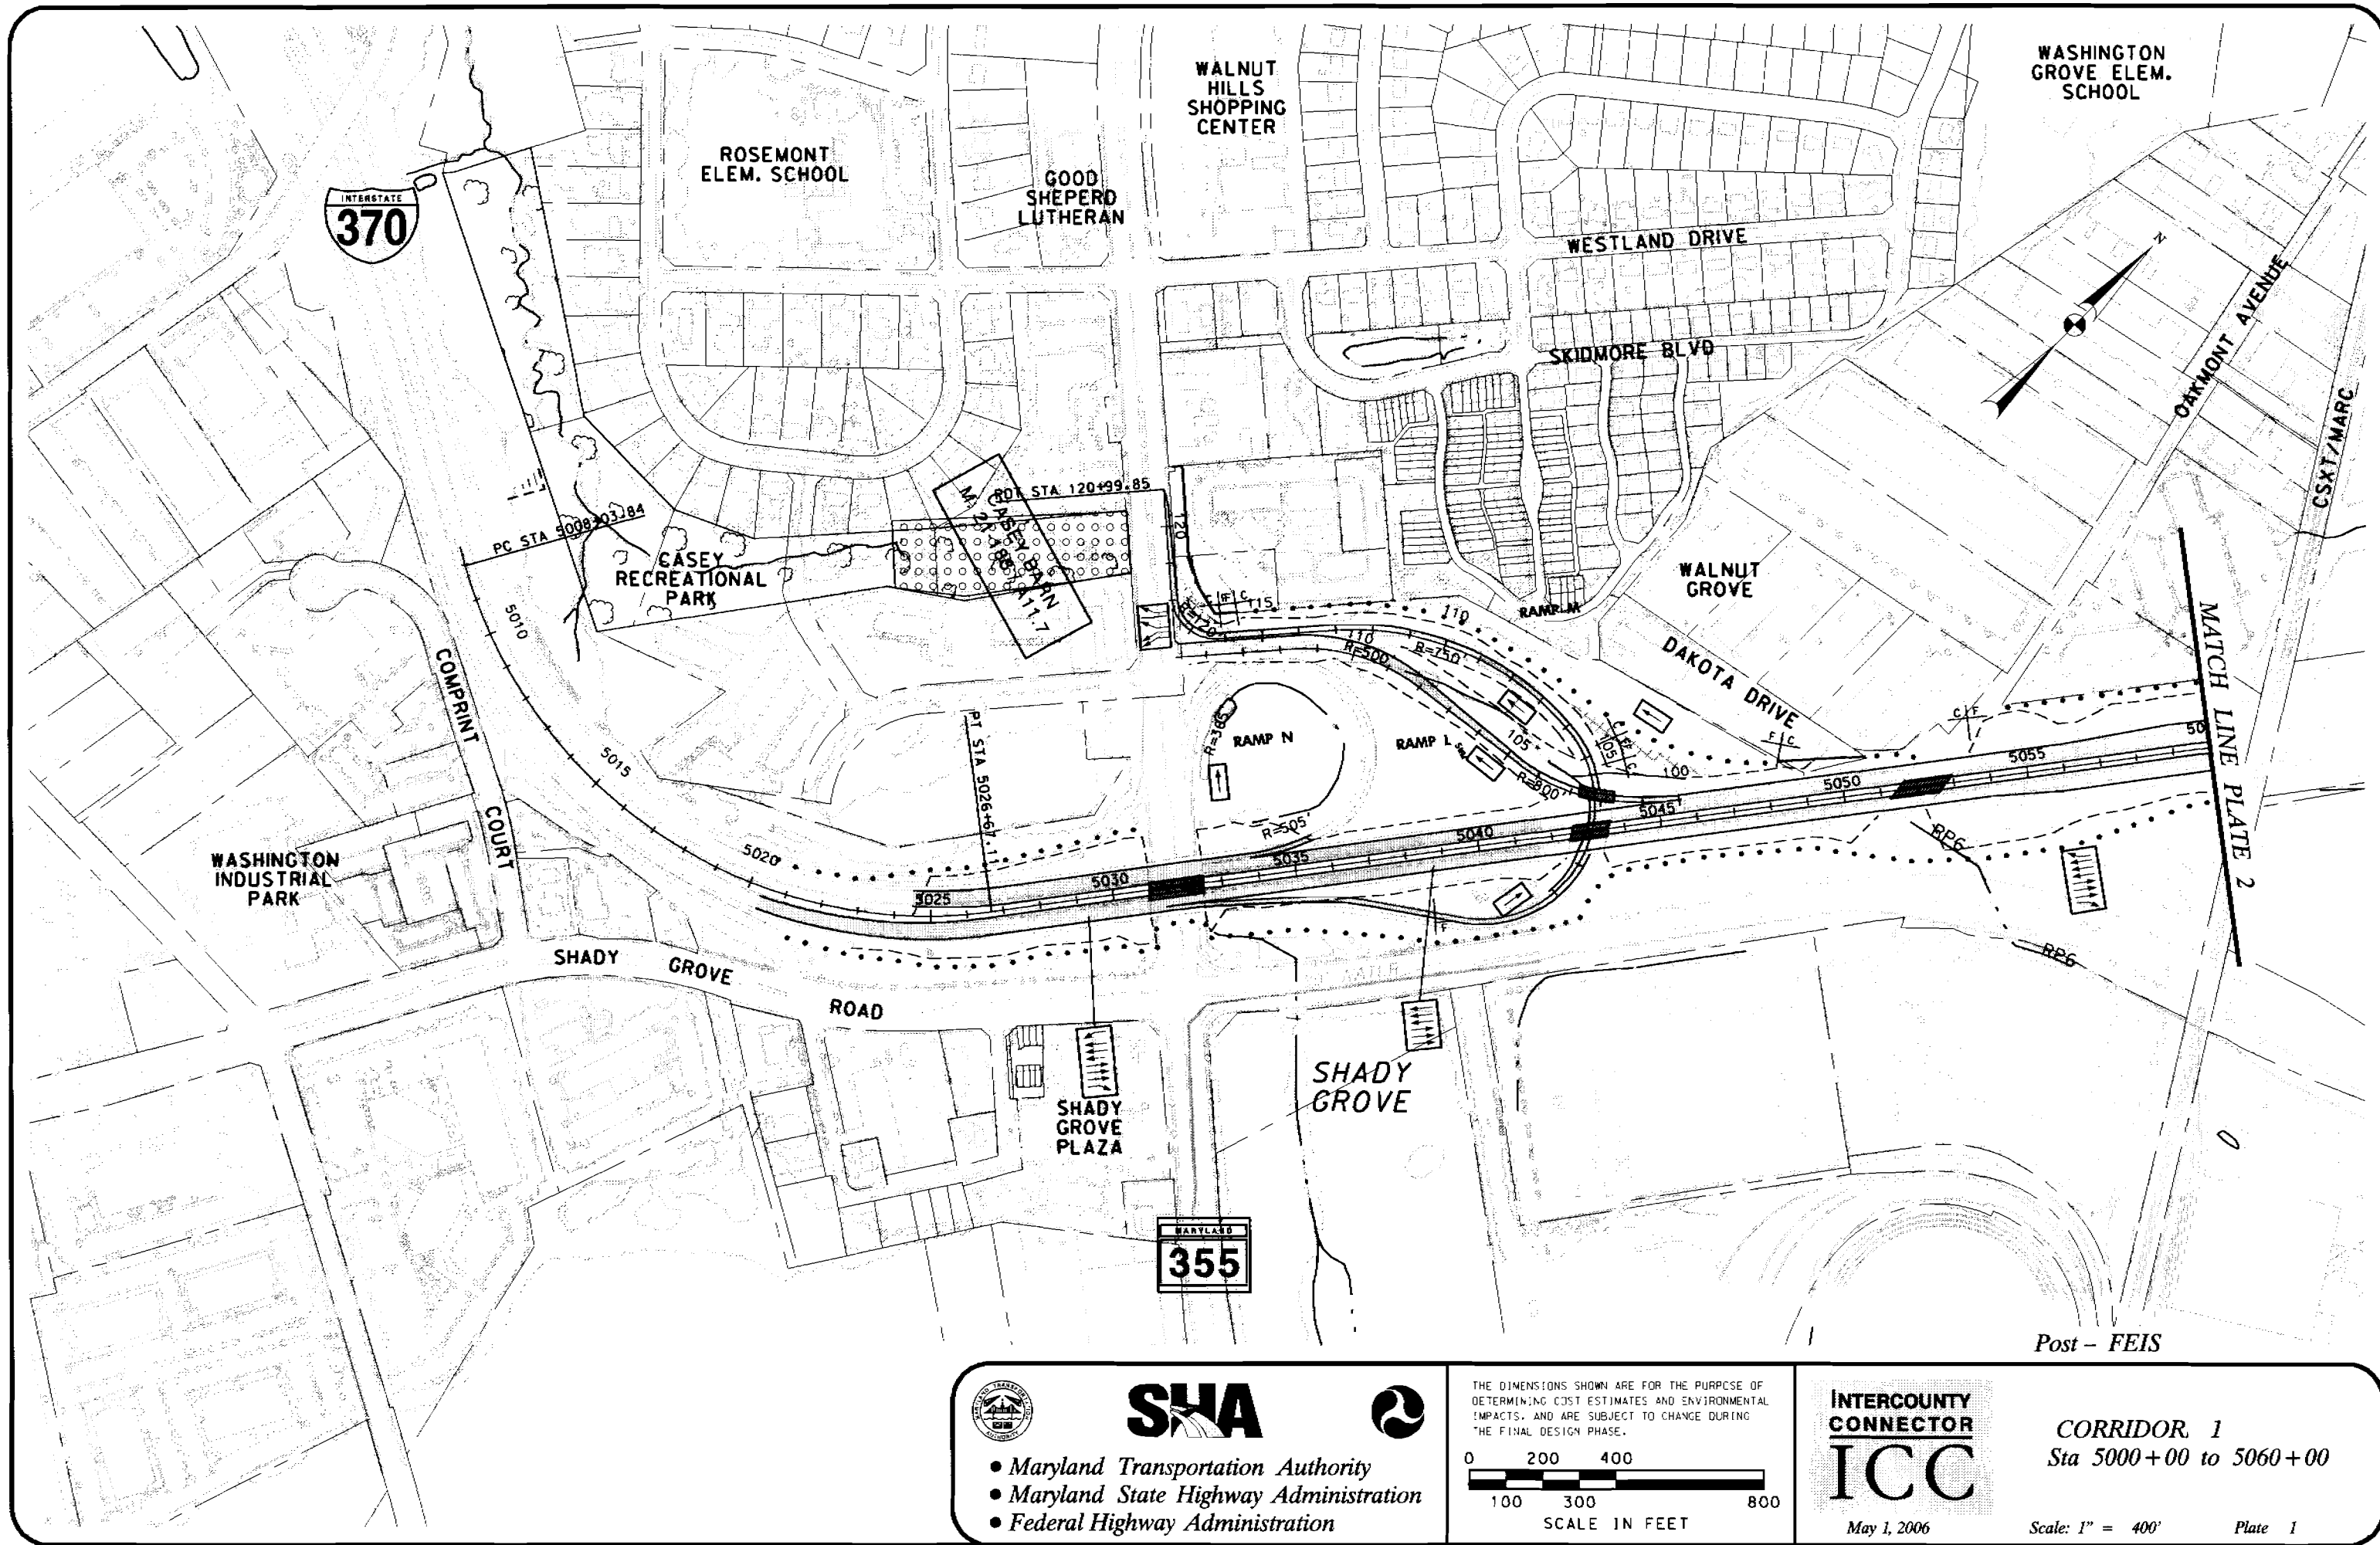 WALNUT
HILLS
SHOPPING
CENTER
WASHINGTON
GROVE ELEM.
SCHOOL
ROSEMONT
ELEM. SCHOOL
GOOD
SHEPERD
LUTHERAN
INTERSTATE
370
WESTLAND DRIVE
N
OAKMONT AVENUE
SKIDMORE BLVD
CSXT/MARC
POT STA 120+99.85
CASEY BARN
PC STA 5008+03.84
120
CASEY
RECREATIONAL
PARK
WALNUT
GROVE
115
110
RAMP M
5010
110
R=500'
R=750'
DAKOTA DRIVE
MATCH LINE PLATE 2
COMPRINT
COURT
PT STA 5026+67.11
R=385'
RAMP N
RAMP L
105
105
C F
F C
100
5015
R=800'
5055
50
5050
5045
5040
R=505'
5035
5020
5030
5025
RP6
WASHINGTON
INDUSTRIAL
PARK
SHADY GROVE ROAD
RP6
SHADY
GROVE
SHADY
GROVE
PLAZA
MARYLAND
355
Post – FEIS
SHA
• Maryland Transportation Authority
• Maryland State Highway Administration
• Federal Highway Administration
THE DIMENSIONS SHOWN ARE FOR THE PURPOSE OF
DETERMINING COST ESTIMATES AND ENVIRONMENTAL
IMPACTS, AND ARE SUBJECT TO CHANGE DURING
THE FINAL DESIGN PHASE.
0 200 400
100 300 800
SCALE IN FEET
INTERCOUNTY
CONNECTOR
ICC
May 1, 2006
CORRIDOR 1
Sta 5000+00 to 5060+00
Scale: 1" = 400' Plate 1